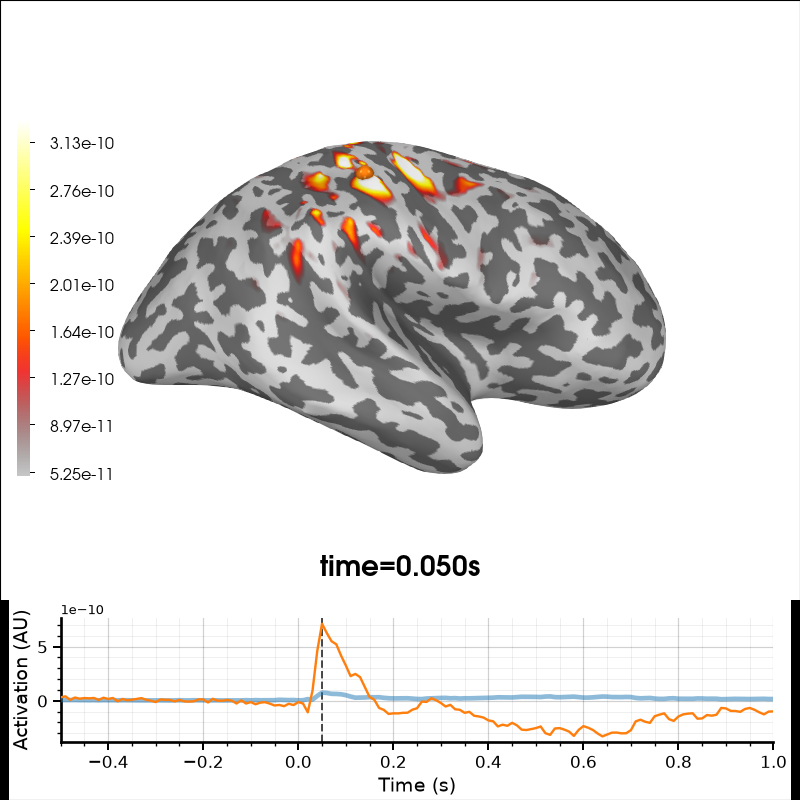 3.13e-10
2.76e-10
2.39e-10
2.01e-10
1.64e-10
1.27e-10
8.97e-11
5.25e-11
time=0.050s
1e−10
5
0
Activation (AU)
−0.4 −0.2 0.0 0.2 0.4 0.6 0.8 1.0
Time (s)